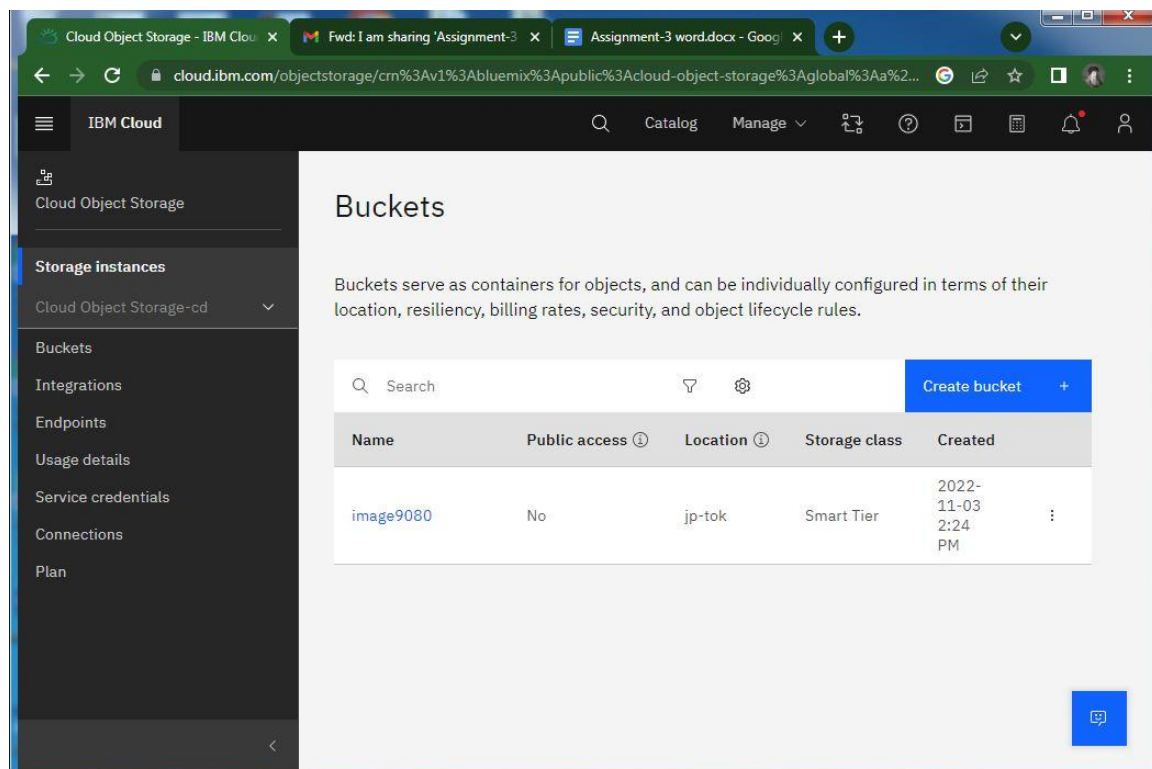 Cloud Object Storage - IBM Clou
Fwd: I am sharing 'Assignment-3
Assignment-3 word.docx - Goog
cloud.ibm.com/objectstorage/crn%3Av1%3Abluemix%3Apublic%3Acloud-object-storage%3Aglobal%3Aa%2...
IBM Cloud
Catalog
Manage
Cloud Object Storage
Storage instances
Cloud Object Storage-cd
Buckets
Integrations
Endpoints
Usage details
Service credentials
Connections
Plan
Buckets
Buckets serve as containers for objects, and can be individually configured in terms of their
location, resiliency, billing rates, security, and object lifecycle rules.
Search
Create bucket +
Name Public access Location Storage class Created
image9080 No jp-tok Smart Tier 2022-
11-03
2:24
PM